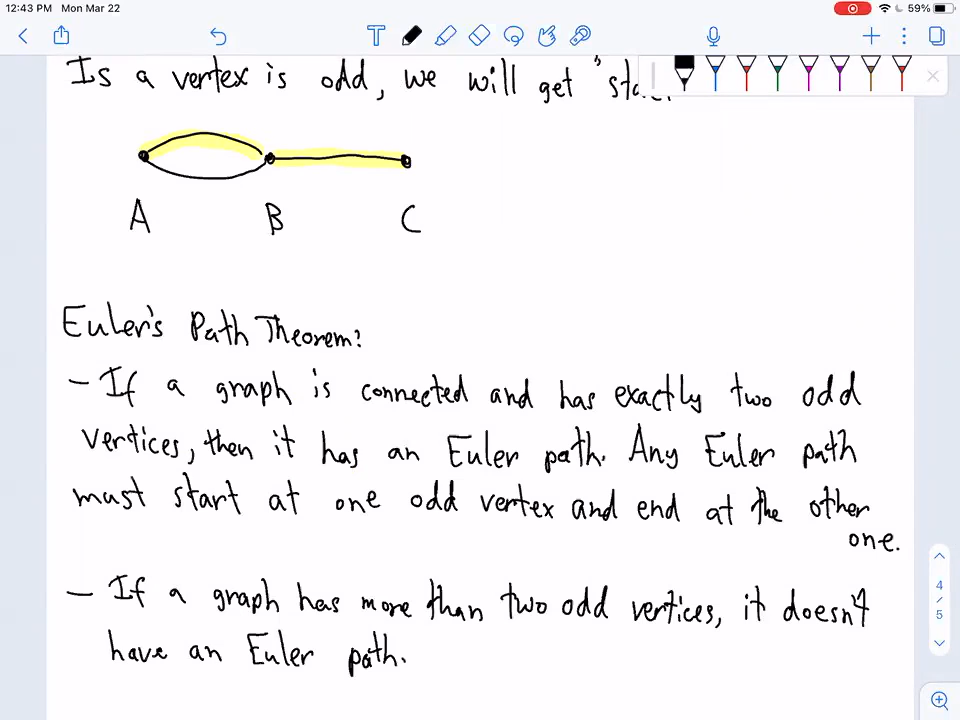 12:43 PM Mon Mar 22
59%
Is a vertex is odd, we will get "
A B C
Euler's Path Theorem:
- If a graph is connected and has exactly two odd
vertices, then it has an Euler path. Any Euler path
must start at one odd vertex and end at the other
one.
- If a graph has more than two odd vertices, it doesn't
have an Euler path.
4
/
5